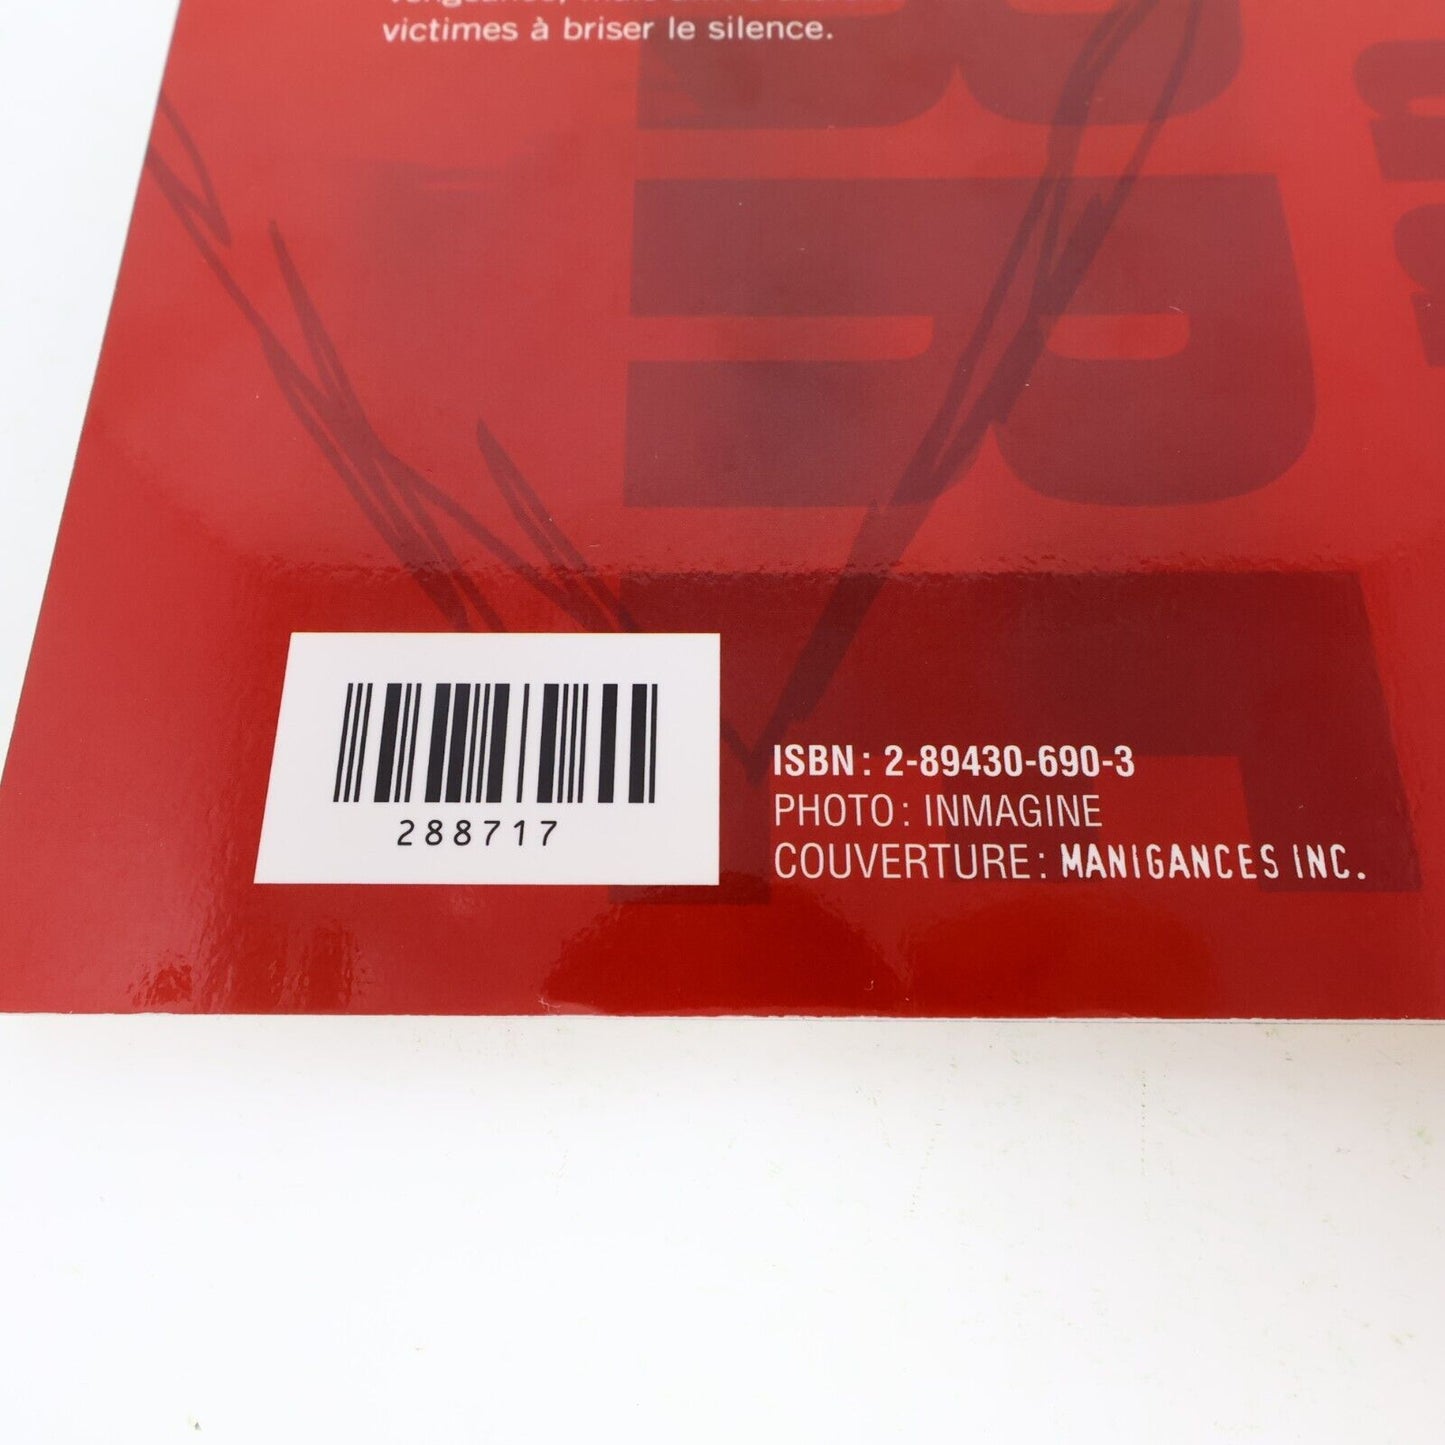 victimes à briser le silence.
288717
ISBN : 2-89430-690-3
PHOTO : INMAGINE
COUVERTURE : MANIGANCES INC.